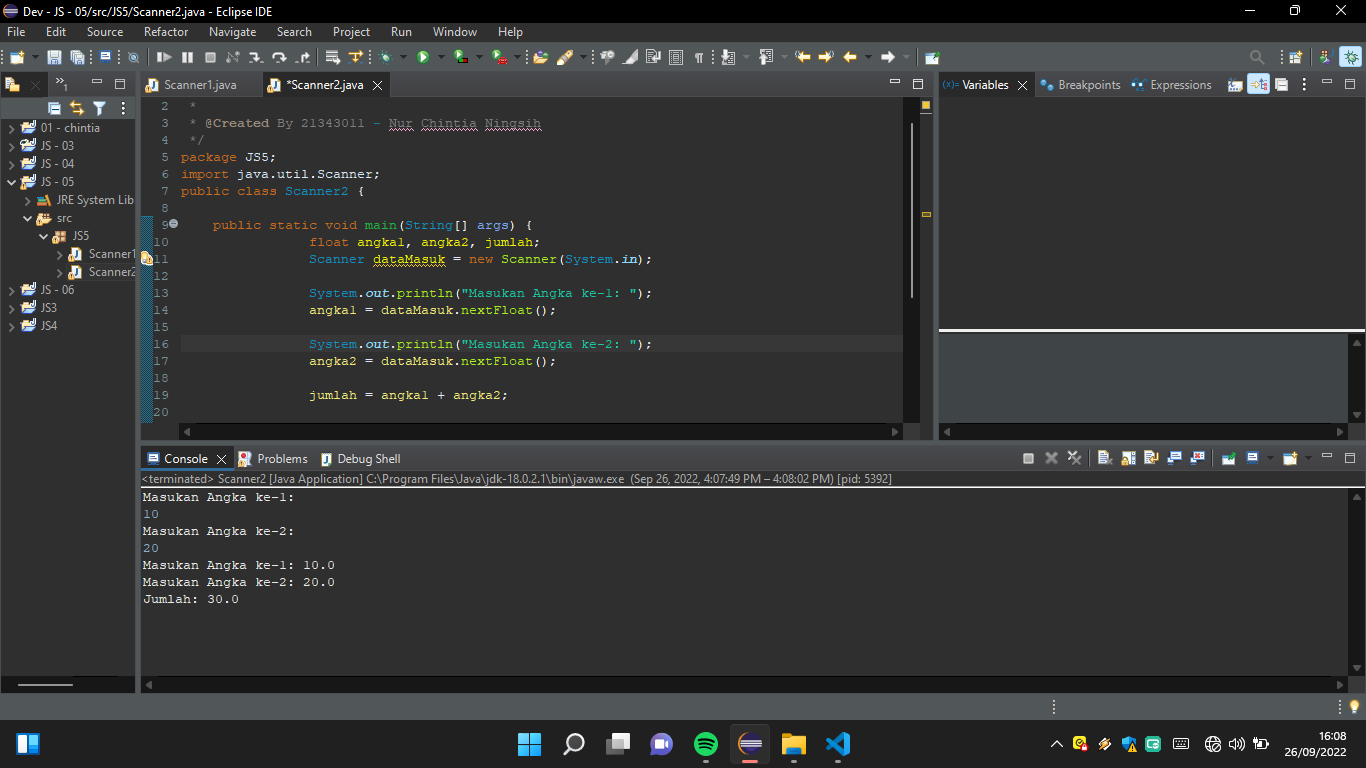 Dev - JS - 05/src/JS5/Scanner2.java - Eclipse IDE
File Edit Source Refactor Navigate Search Project Run Window Help
»1
01 - chintia
JS - 03
JS - 04
JS - 05
JRE System Lib
src
JS5
Scanner1
Scanner2
JS - 06
JS3
JS4
Scanner1.java *Scanner2.java
2 *
3 * @Created By 21343011 - Nur Chintia Ningsih
4 */
5 package JS5;
6 import java.util.Scanner;
7 public class Scanner2 {
8
9 public static void main(String[] args) {
10 float angka1, angka2, jumlah;
11 Scanner dataMasuk = new Scanner(System.in);
12
13 System.out.println("Masukan Angka ke-1: ");
14 angka1 = dataMasuk.nextFloat();
15
16 System.out.println("Masukan Angka ke-2: ");
17 angka2 = dataMasuk.nextFloat();
18
19 jumlah = angka1 + angka2;
20
(x)= Variables Breakpoints Expressions
Console Problems Debug Shell
<terminated> Scanner2 [Java Application] C:\Program Files\Java\jdk-18.0.2.1\bin\javaw.exe (Sep 26, 2022, 4:07:49 PM – 4:08:02 PM) [pid: 5392]
Masukan Angka ke-1:
10
Masukan Angka ke-2:
20
Masukan Angka ke-1: 10.0
Masukan Angka ke-2: 20.0
Jumlah: 30.0
16:08
26/09/2022